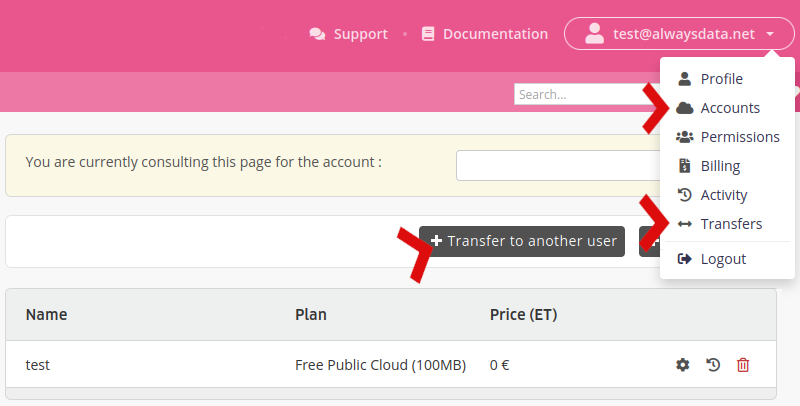 Support
Documentation
test@alwaysdata.net
Search...
Profile
Accounts
Permissions
Billing
Activity
Transfers
Logout
You are currently consulting this page for the account :
Transfer to another user
Name Plan Price (ET)
test Free Public Cloud (100MB) 0 €